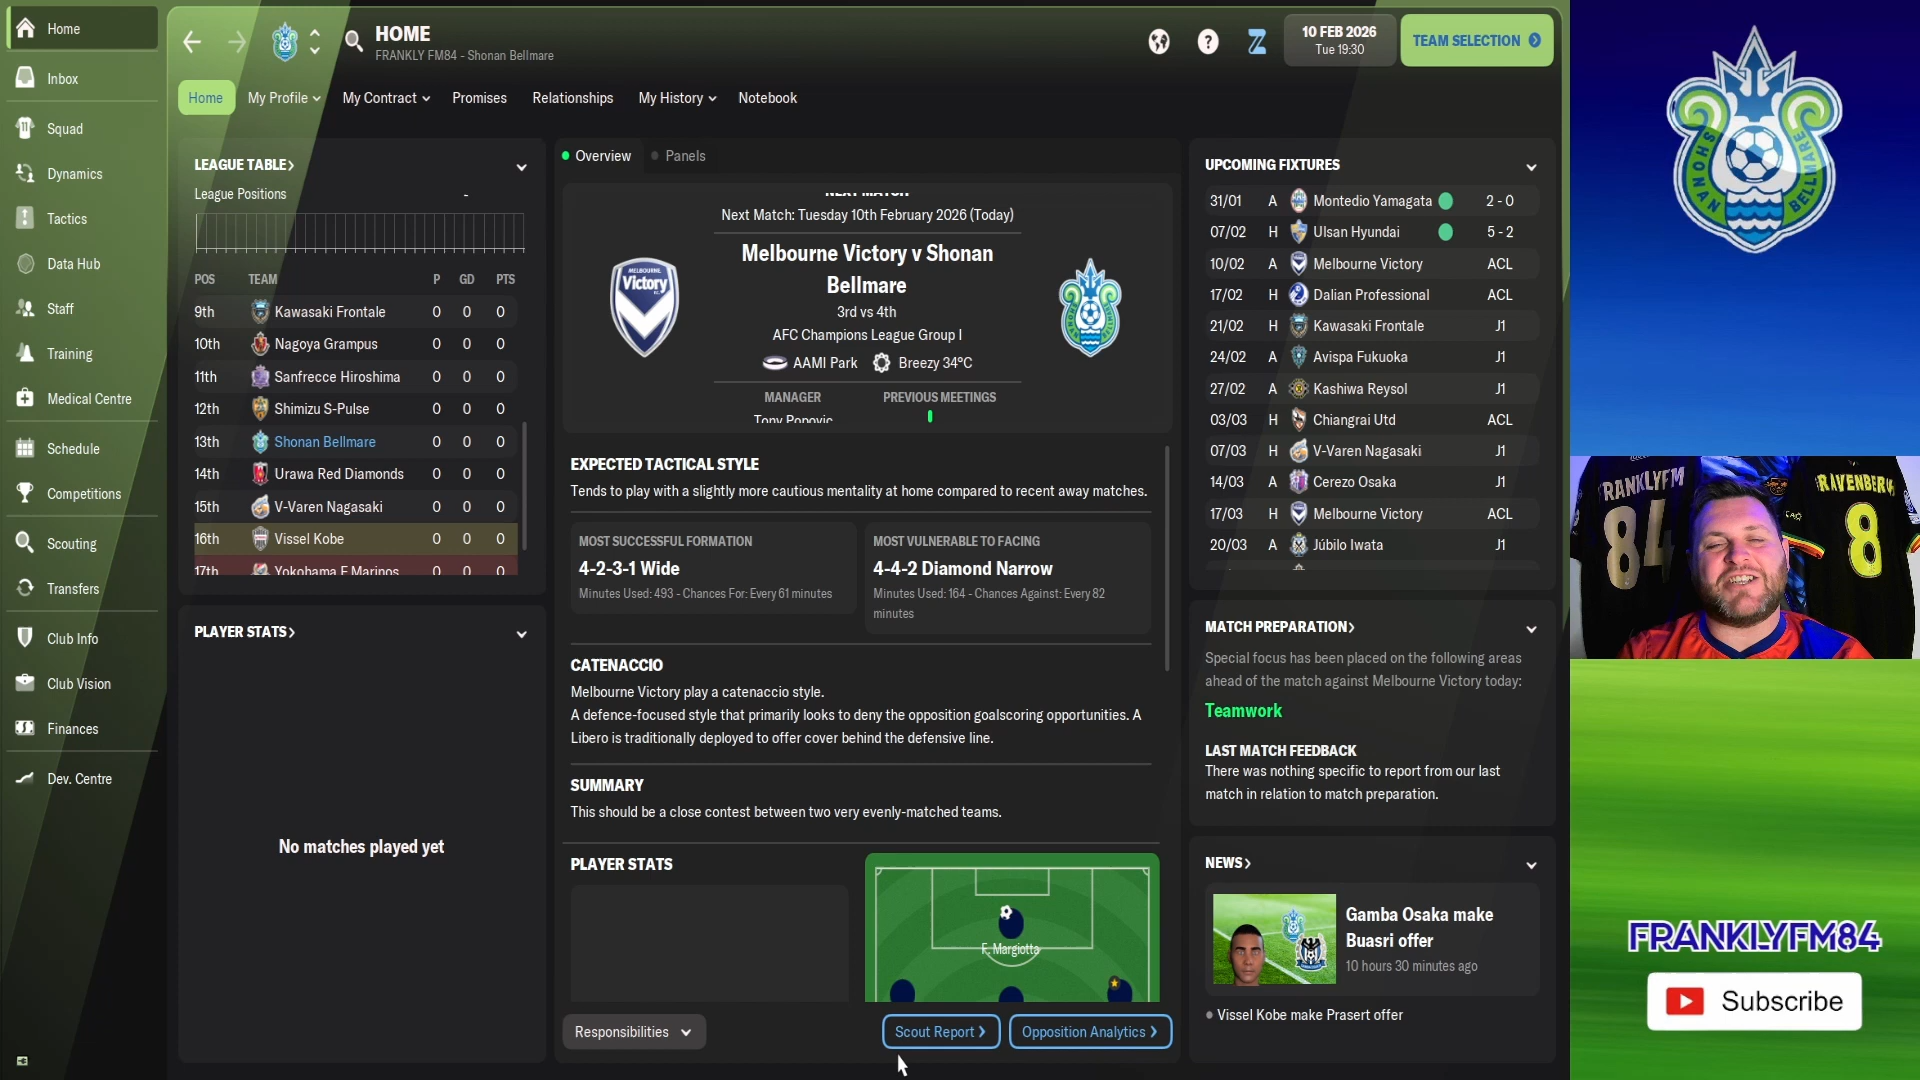 Home
Inbox
Squad
Dynamics
Tactics
Data Hub
Staff
Training
Medical Centre
Schedule
Competitions
Scouting
Transfers
Club Info
Club Vision
Finances
Dev. Centre
HOME
FRANKLY FM84 - Shonan Bellmare
10 FEB 2026
Tue 19:30
TEAM SELECTION
Home
My Profile
My Contract
Promises
Relationships
My History
Notebook
LEAGUE TABLE>
League Positions -
POS TEAM P GD PTS
9th Kawasaki Frontale 0 0 0
10th Nagoya Grampus 0 0 0
11th Sanfrecce Hiroshima 0 0 0
12th Shimizu S-Pulse 0 0 0
13th Shonan Bellmare 0 0 0
14th Urawa Red Diamonds 0 0 0
15th V-Varen Nagasaki 0 0 0
16th Vissel Kobe 0 0 0
17th Yokohama F Marinos 0 0 0
PLAYER STATS>
No matches played yet
Overview
Panels
NEXT MATCH
Next Match: Tuesday 10th February 2026 (Today)
MELBOURNE
Victory
Melbourne Victory v Shonan
Bellmare
3rd vs 4th
AFC Champions League Group I
AAMI Park
Breezy 34°C
MANAGER
Tony Popovic
PREVIOUS MEETINGS
EXPECTED TACTICAL STYLE
Tends to play with a slightly more cautious mentality at home compared to recent away matches.
MOST SUCCESSFUL FORMATION
4-2-3-1 Wide
Minutes Used: 493 - Chances For: Every 61 minutes
MOST VULNERABLE TO FACING
4-4-2 Diamond Narrow
Minutes Used: 164 - Chances Against: Every 82
minutes
CATENACCIO
Melbourne Victory play a catenaccio style.
A defence-focused style that primarily looks to deny the opposition goalscoring opportunities. A
Libero is traditionally deployed to offer cover behind the defensive line.
SUMMARY
This should be a close contest between two very evenly-matched teams.
PLAYER STATS
F. Margiotta
Responsibilities
Scout Report >
Opposition Analytics >
UPCOMING FIXTURES
31/01 A Montedio Yamagata 2 - 0
07/02 H Ulsan Hyundai 5 - 2
10/02 A Melbourne Victory ACL
17/02 H Dalian Professional ACL
21/02 H Kawasaki Frontale J1
24/02 A Avispa Fukuoka J1
27/02 A Kashiwa Reysol J1
03/03 H Chiangrai Utd ACL
07/03 H V-Varen Nagasaki J1
14/03 A Cerezo Osaka J1
17/03 H Melbourne Victory ACL
20/03 A Júbilo Iwata J1
MATCH PREPARATION>
Special focus has been placed on the following areas
ahead of the match against Melbourne Victory today:
Teamwork
LAST MATCH FEEDBACK
There was nothing specific to report from our last
match in relation to match preparation.
NEWS>
Gamba Osaka make
Buasri offer
10 hours 30 minutes ago
Vissel Kobe make Prasert offer
SHONAN BELLMARE
FRANKLYFM
84
RAVENBERG
8
FRANKLYFM84
Subscribe